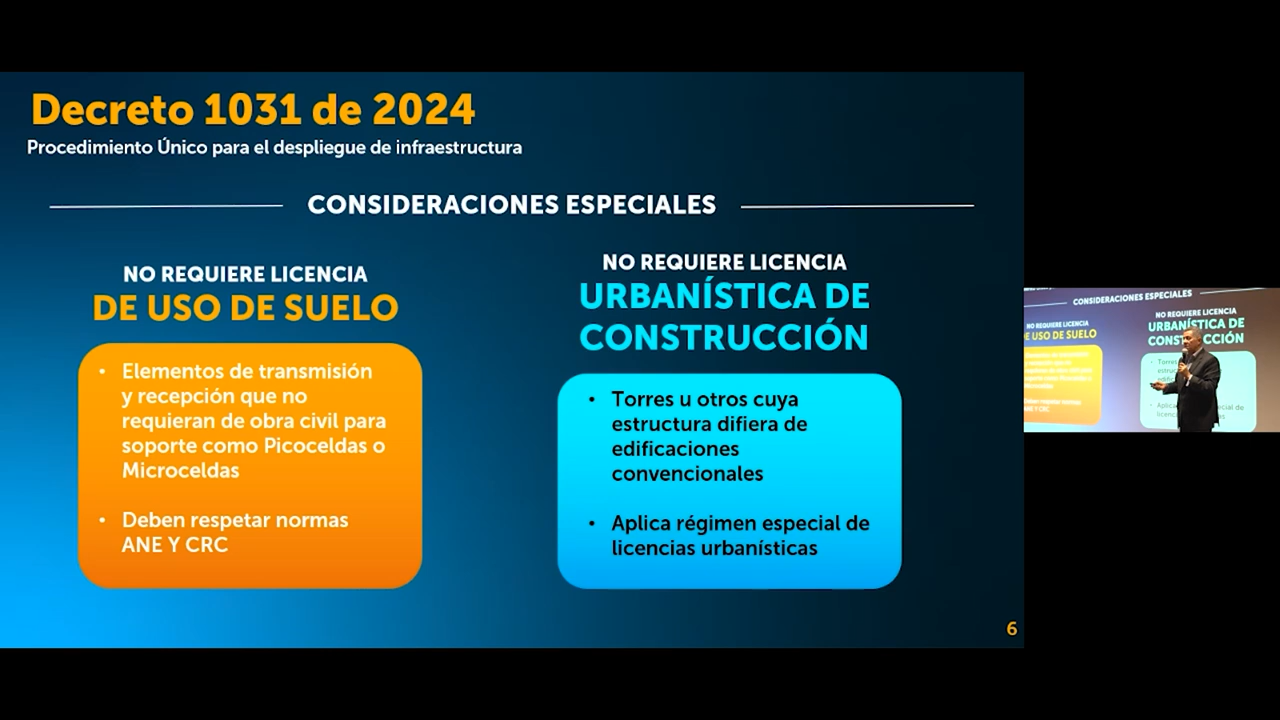 Decreto 1031 de 2024
Procedimiento Único para el despliegue de infraestructura
CONSIDERACIONES ESPECIALES
NO REQUIERE LICENCIA
DE USO DE SUELO
• Elementos de transmisión
y recepción que no
requieran de obra civil para
soporte como Picoceldas o
Microceldas
• Deben respetar normas
ANE Y CRC
NO REQUIERE LICENCIA
URBANÍSTICA DE
CONSTRUCCIÓN
• Torres u otros cuya
estructura difiera de
edificaciones
convencionales
• Aplica régimen especial de
licencias urbanísticas
6
CONSIDERACIONES ESPECIALES
NO REQUIERE LICENCIA
DE USO DE SUELO
ANE Y CRC
NO REQUIERE LICENCIA
URBANÍSTICA DE